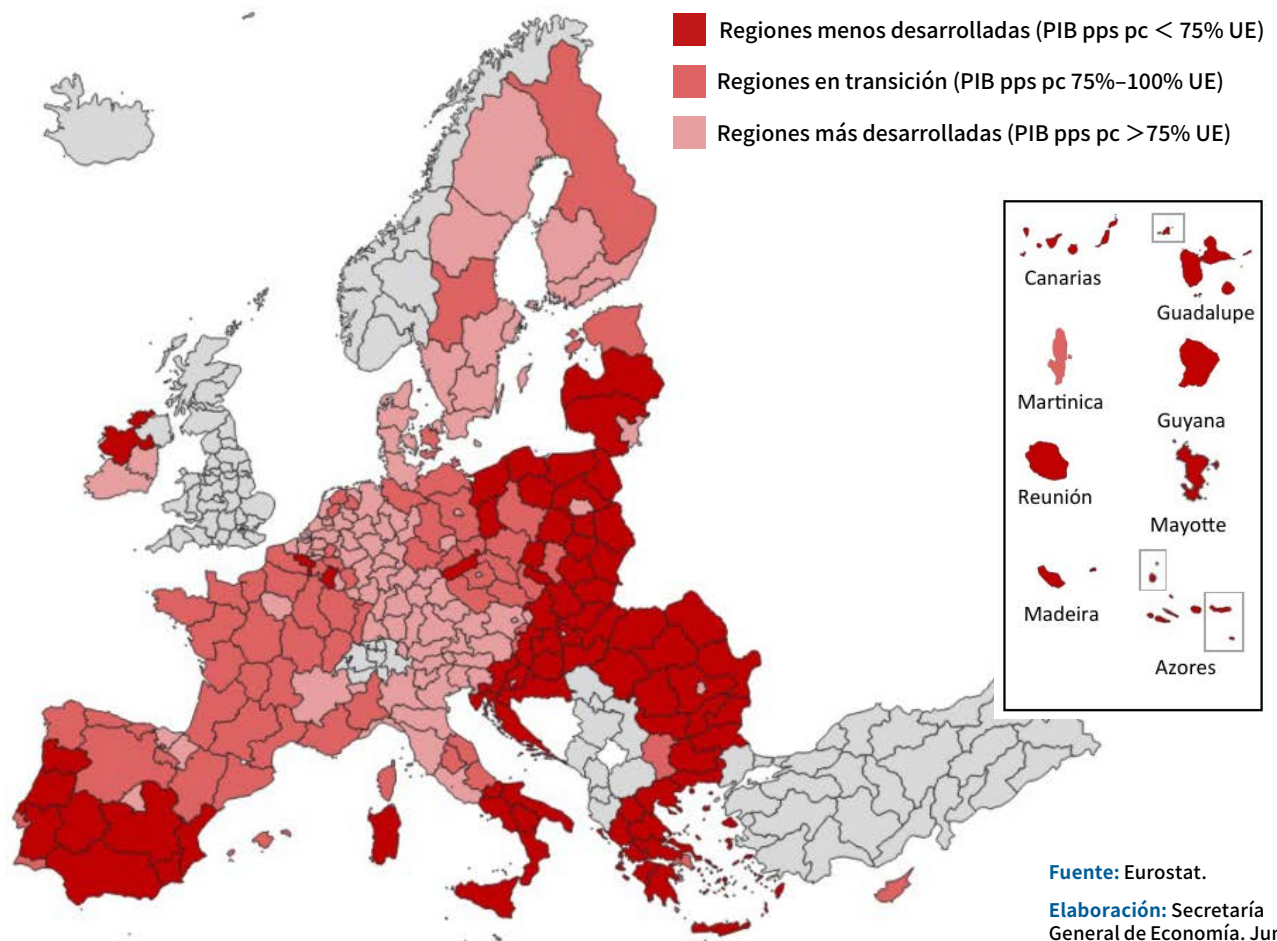 Regiones menos desarrolladas (PIB pps pc < 75% UE)
Regiones en transición (PIB pps pc 75%–100% UE)
Regiones más desarrolladas (PIB pps pc >75% UE)
Canarias
Guadalupe
Martinica
Guyana
Reunión
Mayotte
Madeira
Azores
Fuente: Eurostat.
Elaboración: Secretaría
General de Economía.